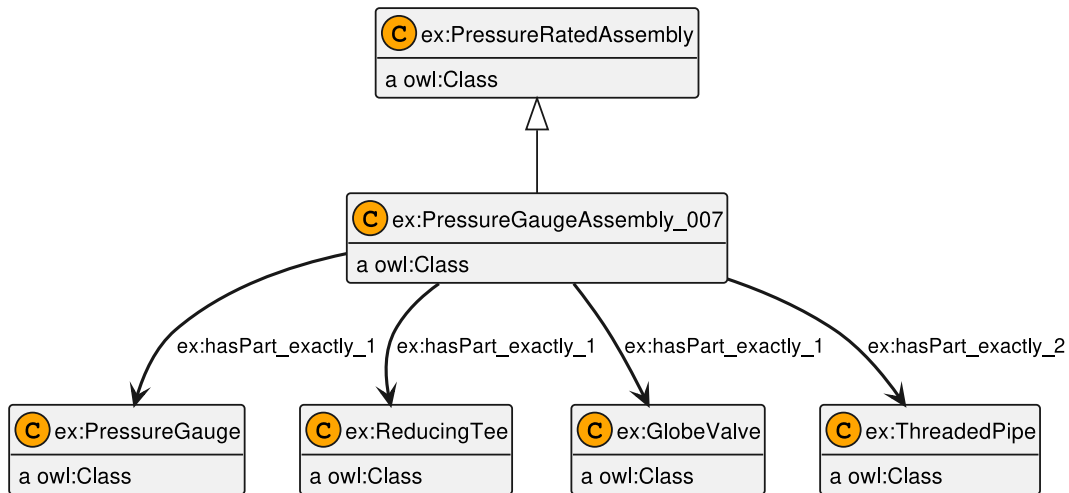 C ex:PressureRatedAssembly
a owl:Class
C ex:PressureGaugeAssembly_007
a owl:Class
ex:hasPart_exactly_1 ex:hasPart_exactly_1 ex:hasPart_exactly_1 ex:hasPart_exactly_2
C ex:PressureGauge C ex:ReducingTee C ex:GlobeValve C ex:ThreadedPipe
a owl:Class a owl:Class a owl:Class a owl:Class